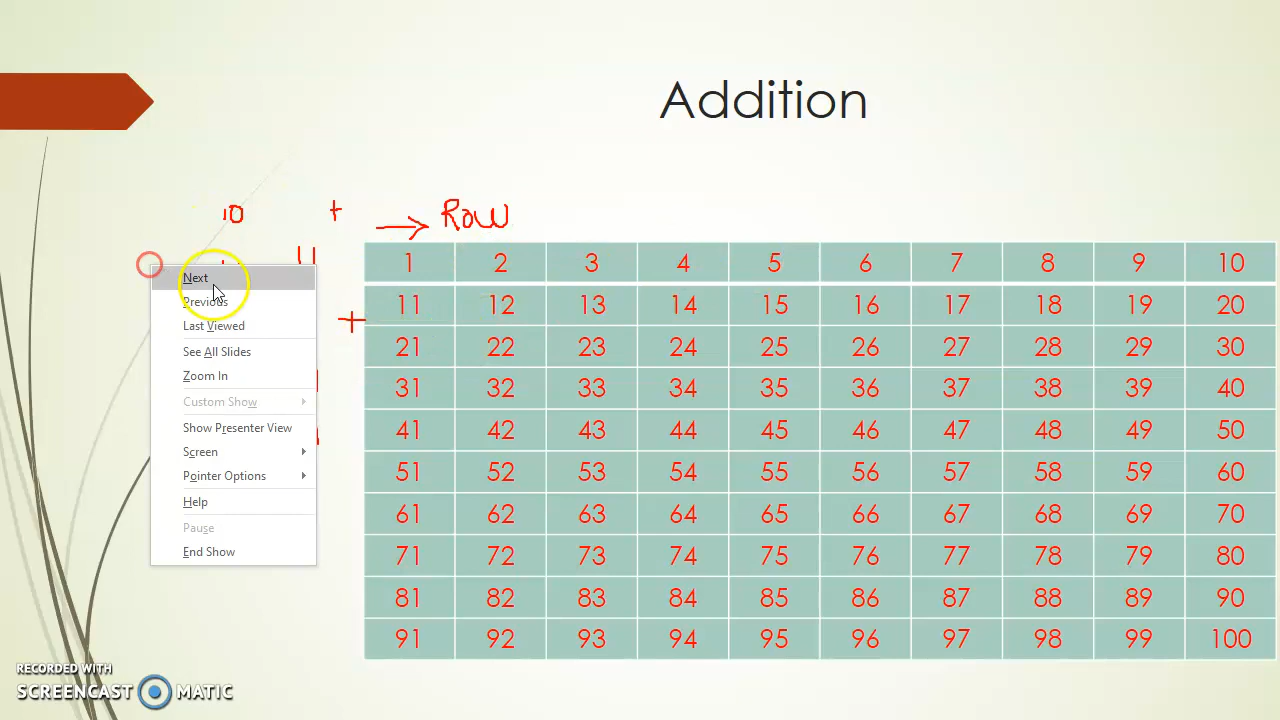 Addition
10 +
→ Row
+
Next
Previous
Last Viewed
See All Slides
Zoom In
Custom Show
Show Presenter View
Screen
Pointer Options
Help
Pause
End Show
1 2 3 4 5 6 7 8 9 10
11 12 13 14 15 16 17 18 19 20
21 22 23 24 25 26 27 28 29 30
31 32 33 34 35 36 37 38 39 40
41 42 43 44 45 46 47 48 49 50
51 52 53 54 55 56 57 58 59 60
61 62 63 64 65 66 67 68 69 70
71 72 73 74 75 76 77 78 79 80
81 82 83 84 85 86 87 88 89 90
91 92 93 94 95 96 97 98 99 100
RECORDED WITH
SCREENCAST MATIC